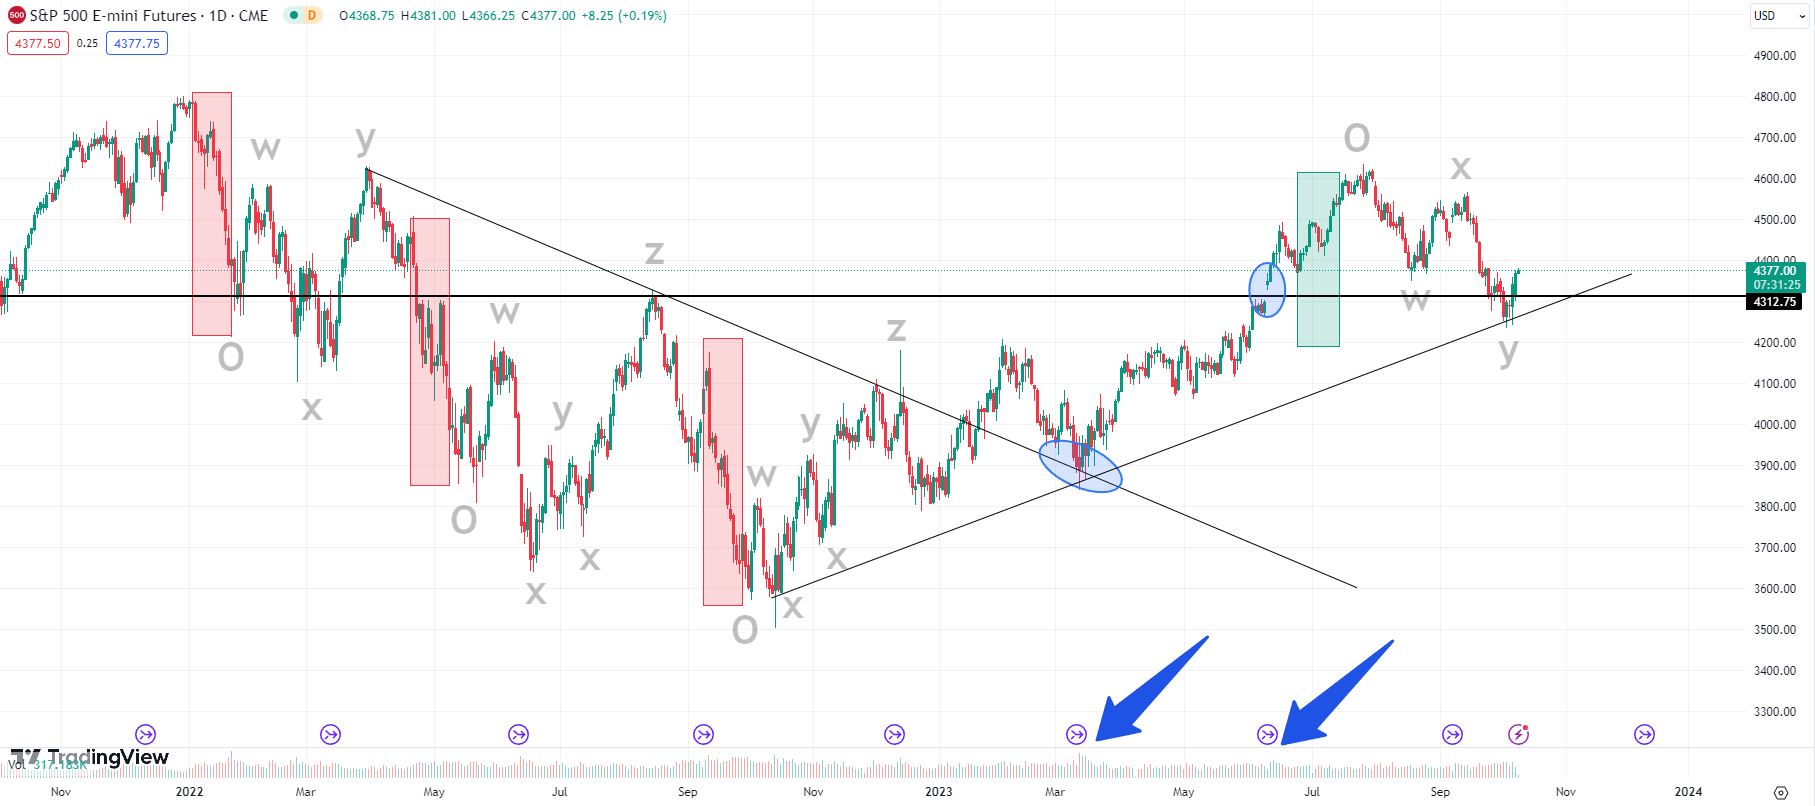 500 S&P 500 E-mini Futures · 1D · CME D O4368.75 H4381.00 L4366.25 C4377.00 +8.25 (+0.19%)
USD
4377.50 0.25 4377.75
4900.00
4800.00
4700.00
4600.00
4500.00
4400.00
4377.00
07:31:25
4312.75
4200.00
4100.00
4000.00
3900.00
3800.00
3700.00
3600.00
3500.00
3400.00
3300.00
O
w
x
y
O
w
x
y
x
z
O
w
x
y
x
z
O
w
x
y
TradingView
Vol 317.183K
Nov 2022 Mar May Jul Sep Nov 2023 Mar May Jul Sep Nov 2024